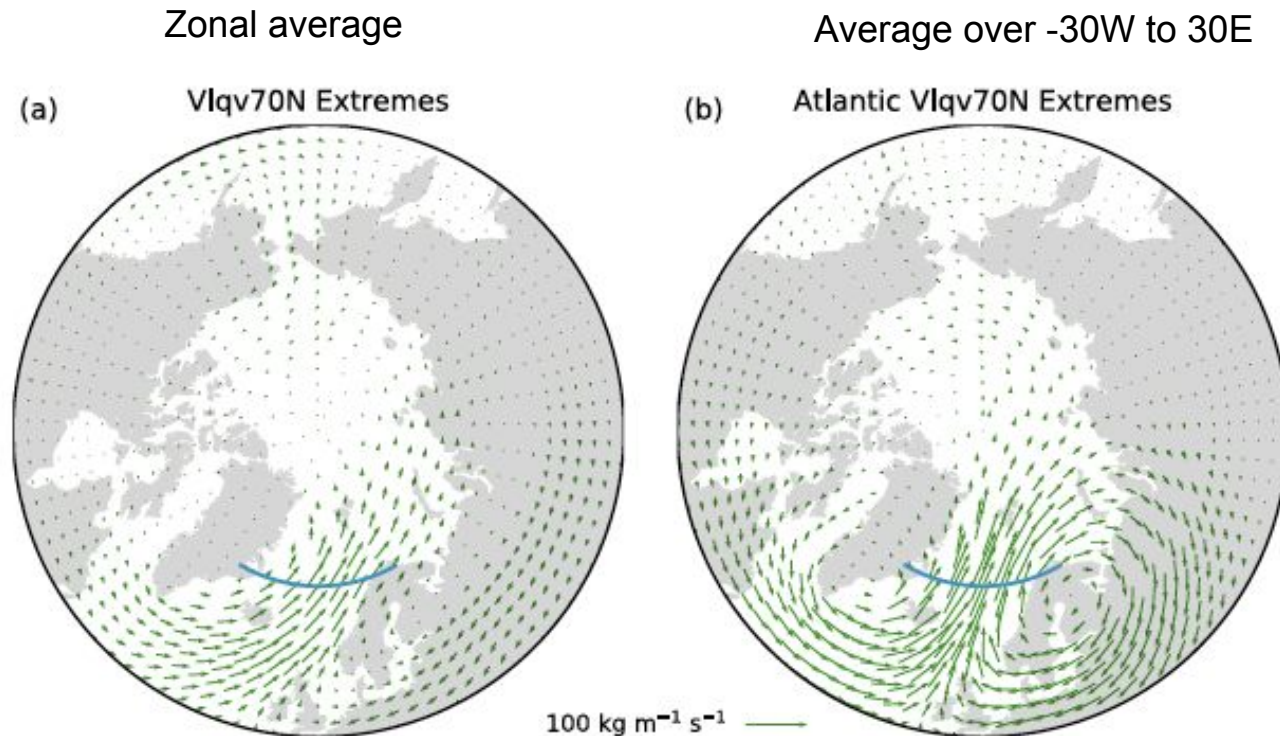 Zonal average
Average over -30W to 30E
(a) Vlqv70N Extremes
(b) Atlantic Vlqv70N Extremes
100 kg m⁻¹ s⁻¹